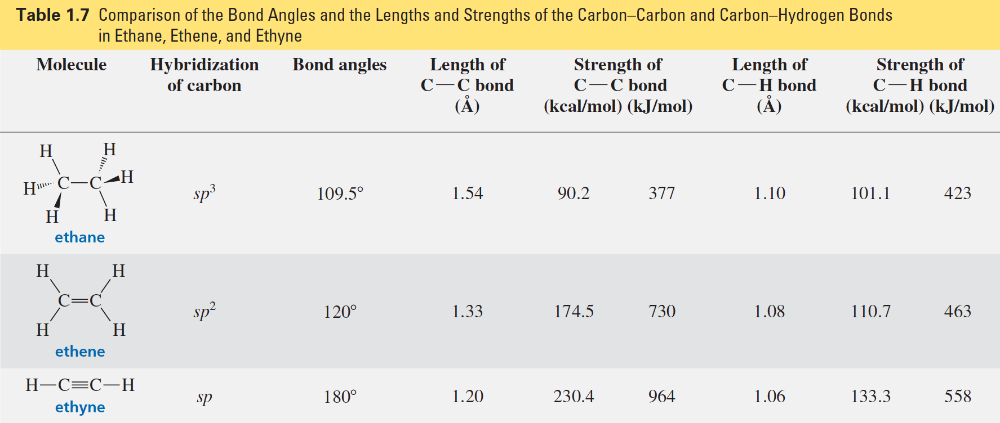 Table 1.7 Comparison of the Bond Angles and the Lengths and Strengths of the Carbon–Carbon and Carbon–Hydrogen Bonds
in Ethane, Ethene, and Ethyne
Molecule Hybridization Bond angles Length of Strength of Length of Strength of
of carbon C—C bond C—C bond C—H bond C—H bond
(Å) (kcal/mol) (kJ/mol) (Å) (kcal/mol) (kJ/mol)
H H
H C—C H
sp³ 109.5° 1.54 90.2 377 1.10 101.1 423
H H
ethane
H H
C=C
sp² 120° 1.33 174.5 730 1.08 110.7 463
H H
ethene
H—C≡C—H
sp 180° 1.20 230.4 964 1.06 133.3 558
ethyne